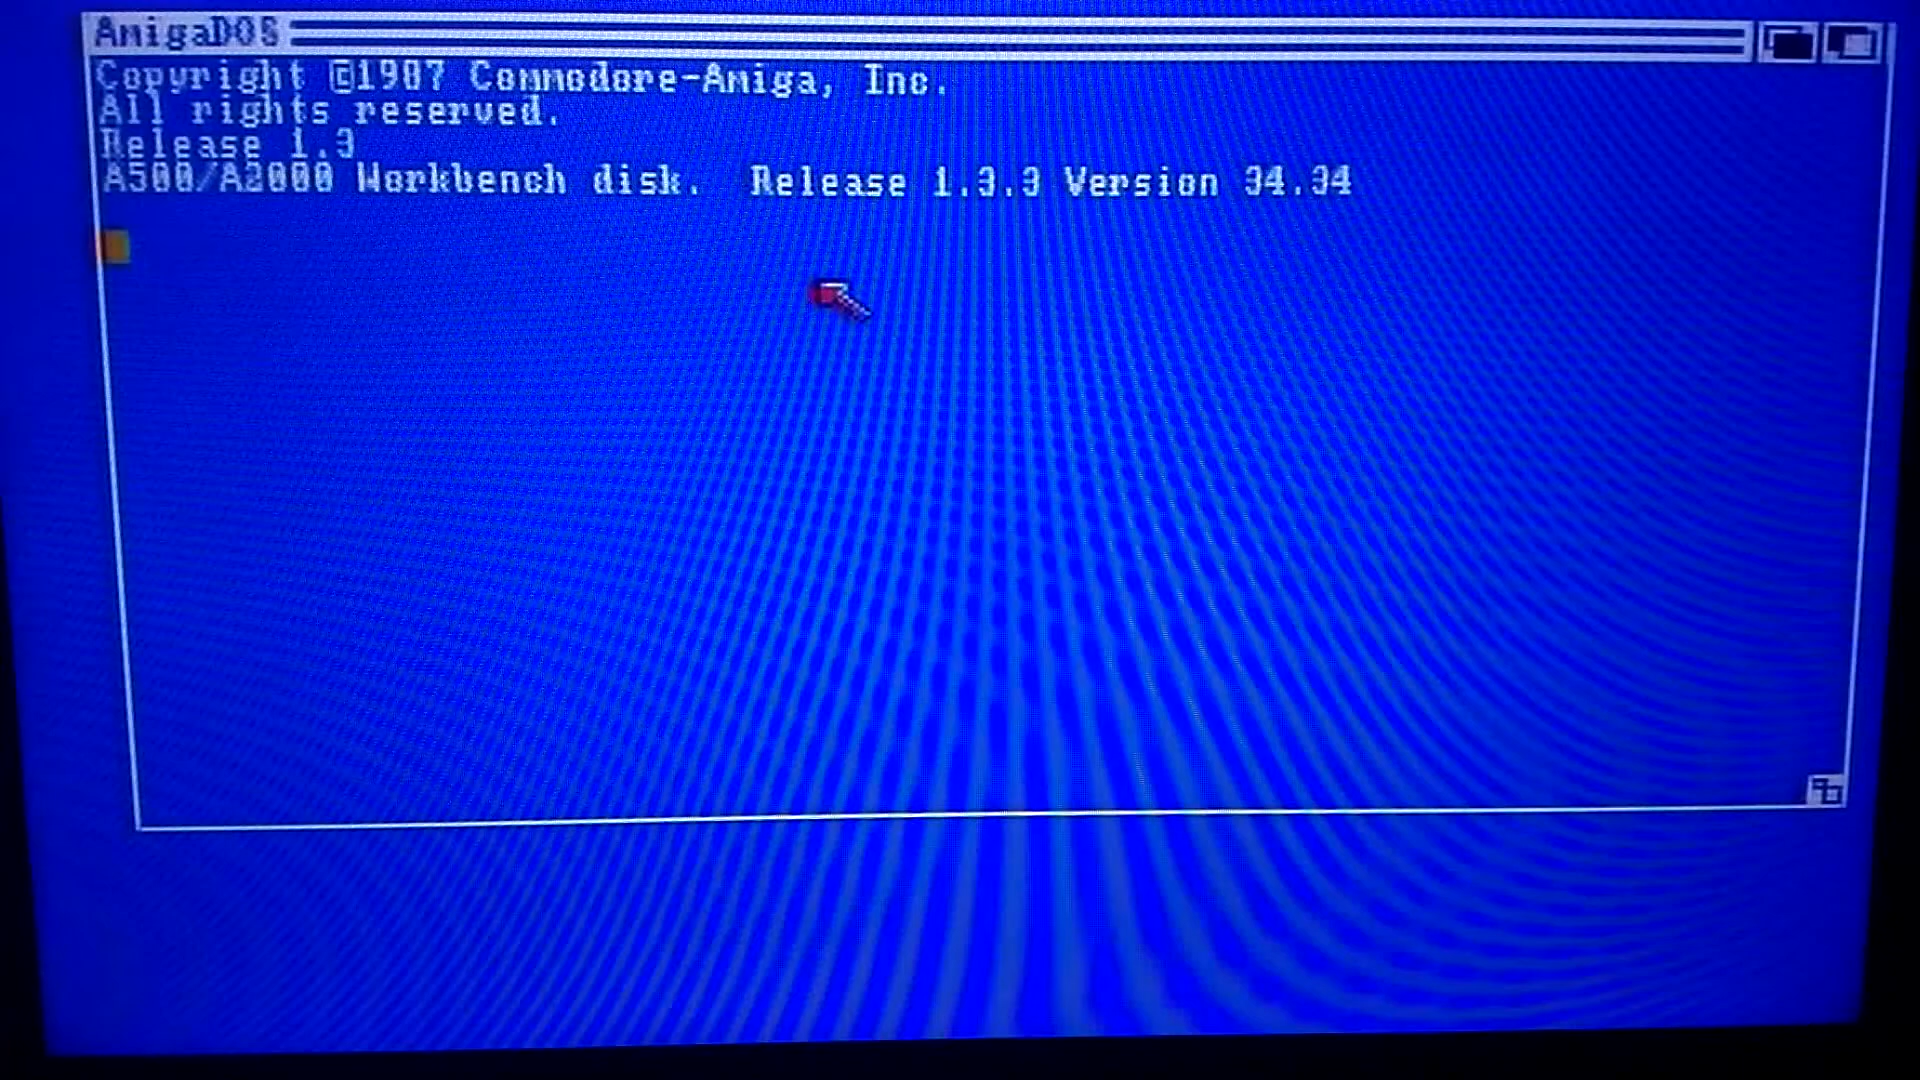 AmigaDOS
Copyright ©1987 Commodore-Amiga, Inc.
All rights reserved.
Release 1.3
A500/A2000 Workbench disk.  Release 1.3.3 Version 34.34